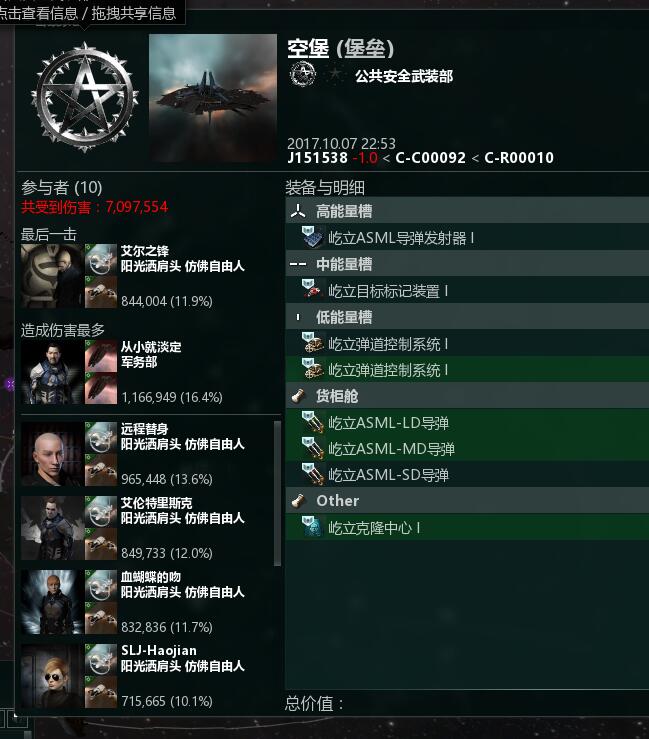 点击查看信息 / 拖拽共享信息
空堡 (堡垒)
公共安全武装部
2017.10.07 22:53
J151538 -1.0 < C-C00092 < C-R00010
参与者 (10)
共受到伤害：7,097,554
最后一击
艾尔之锋
阳光洒肩头 仿佛自由人
844,004 (11.9%)
造成伤害最多
从小就淡定
军务部
1,166,949 (16.4%)
远程替身
阳光洒肩头 仿佛自由人
965,448 (13.6%)
艾伦特里斯克
阳光洒肩头 仿佛自由人
849,733 (12.0%)
血蝴蝶的吻
阳光洒肩头 仿佛自由人
832,836 (11.7%)
SLJ-Haojian
阳光洒肩头 仿佛自由人
715,665 (10.1%)
装备与明细
高能量槽
屹立ASML导弹发射器 I
中能量槽
屹立目标标记装置 I
低能量槽
屹立弹道控制系统 I
屹立弹道控制系统 I
货柜舱
屹立ASML-LD导弹
屹立ASML-MD导弹
屹立ASML-SD导弹
Other
屹立克隆中心 I
总价值：